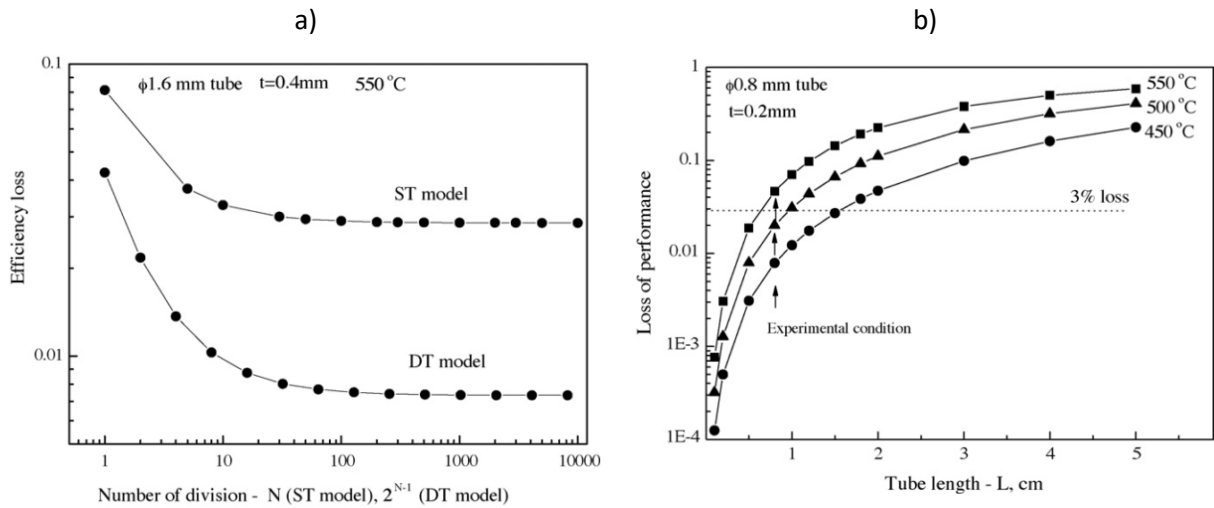 a)
0.1
ϕ1.6 mm tube t=0.4mm 550 °C
Efficiency loss
ST model
0.01
DT model
1 10 100 1000 10000
Number of division - N (ST model), 2^{N-1} (DT model)
b)
1
ϕ0.8 mm tube
t=0.2mm
550 °C
500 °C
450 °C
0.1
3% loss
Loss of performance
0.01
Experimental condition
1E-3
1E-4
1 2 3 4 5
Tube length - L, cm